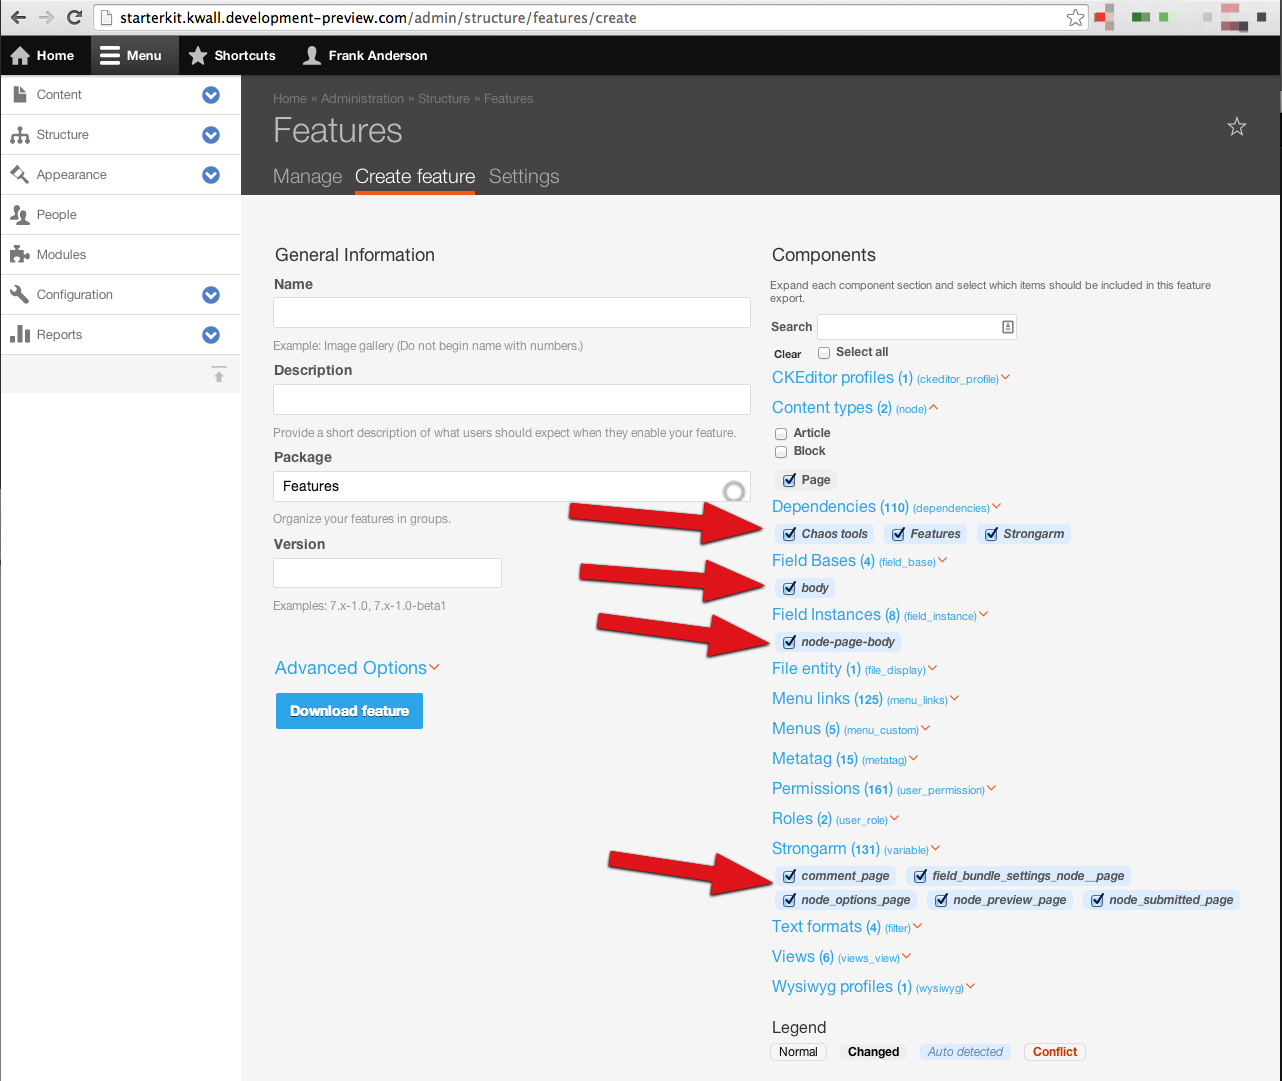 starterkit.kwall.development-preview.com/admin/structure/features/create
Home Menu Shortcuts Frank Anderson
Content
Structure
Appearance
People
Modules
Configuration
Reports
Home » Administration » Structure » Features
Features
Manage Create feature Settings
General Information
Name
Example: Image gallery (Do not begin name with numbers.)
Description
Provide a short description of what users should expect when they enable your feature.
Package
Features
Organize your features in groups.
Version
Examples: 7.x-1.0, 7.x-1.0-beta1
Advanced Options
Download feature
Components
Expand each component section and select which items should be included in this feature
export.
Search
Clear Select all
CKEditor profiles (1) (ckeditor_profile)
Content types (2) (node)
Article
Block
Page
Dependencies (110) (dependencies)
Chaos tools Features Strongarm
Field Bases (4) (field_base)
body
Field Instances (8) (field_instance)
node-page-body
File entity (1) (file_display)
Menu links (125) (menu_links)
Menus (5) (menu_custom)
Metatag (15) (metatag)
Permissions (161) (user_permission)
Roles (2) (user_role)
Strongarm (131) (variable)
comment_page field_bundle_settings_node__page
node_options_page node_preview_page node_submitted_page
Text formats (4) (filter)
Views (6) (views_view)
Wysiwyg profiles (1) (wysiwyg)
Legend
Normal Changed Auto detected Conflict